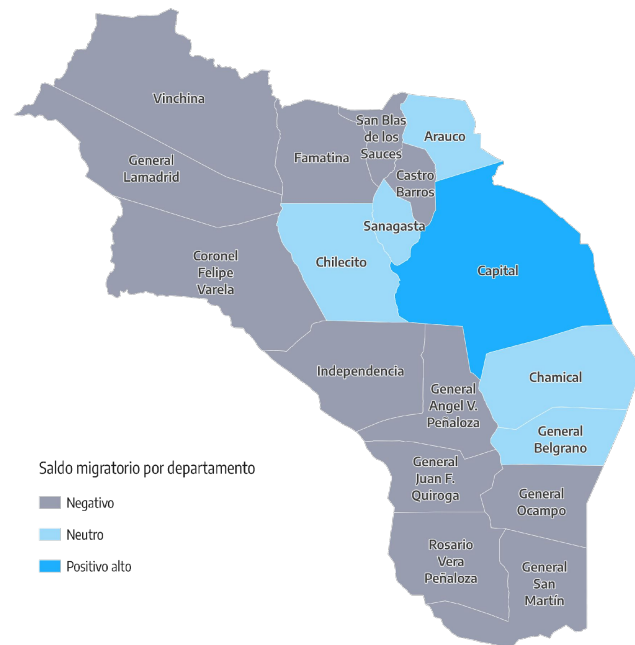 Vinchina
San Blas
de los
Sauces
Arauco
Famatina
General
Lamadrid
Castro
Barros
Sanagasta
Coronel
Felipe
Varela
Chilecito
Capital
Independencia
General
Angel V.
Peñaloza
Chamical
General
Belgrano
General
Juan F.
Quiroga
General
Ocampo
Rosario
Vera
Peñaloza
General
San
Martín
Saldo migratorio por departamento
Negativo
Neutro
Positivo alto